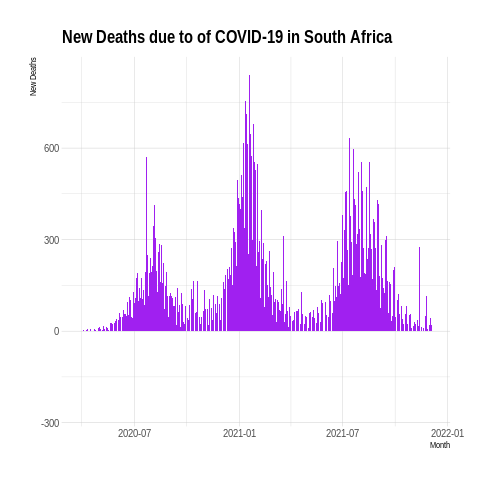 New Deaths due to of COVID-19 in South Africa
New Deaths
600
300
0
-300
2020-07
2021-01
2021-07
2022-01
Month